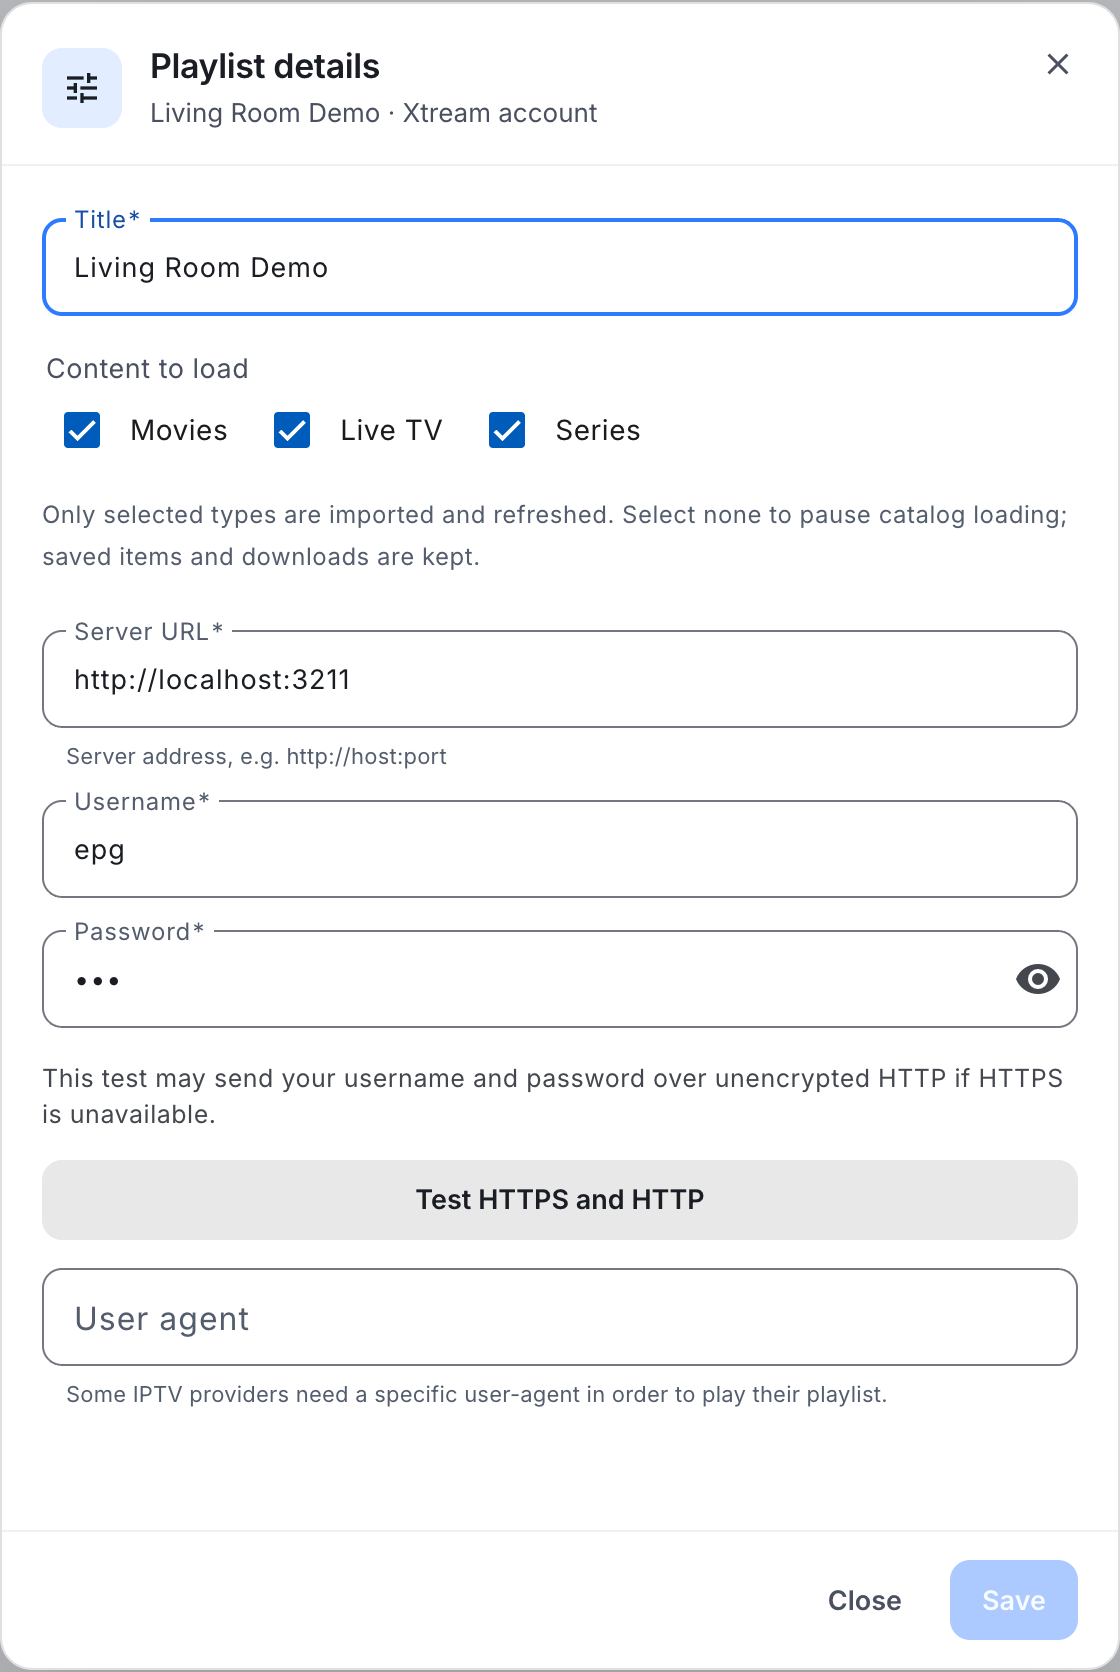 Playlist details
Living Room Demo · Xtream account
Title*
Living Room Demo
Content to load
Movies
Live TV
Series
Only selected types are imported and refreshed. Select none to pause catalog loading;
saved items and downloads are kept.
Server URL*
http://localhost:3211
Server address, e.g. http://host:port
Username*
epg
Password*
•••
This test may send your username and password over unencrypted HTTP if HTTPS
is unavailable.
Test HTTPS and HTTP
User agent
Some IPTV providers need a specific user-agent in order to play their playlist.
Close
Save